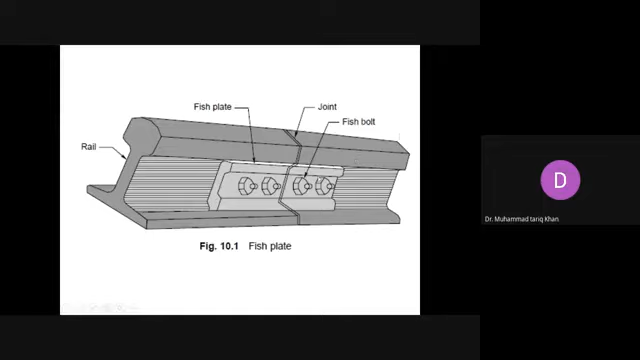 Fish plate
Joint
Fish bolt
Rail
Fig. 10.1 Fish plate
D
Dr. Muhammad tariq Khan